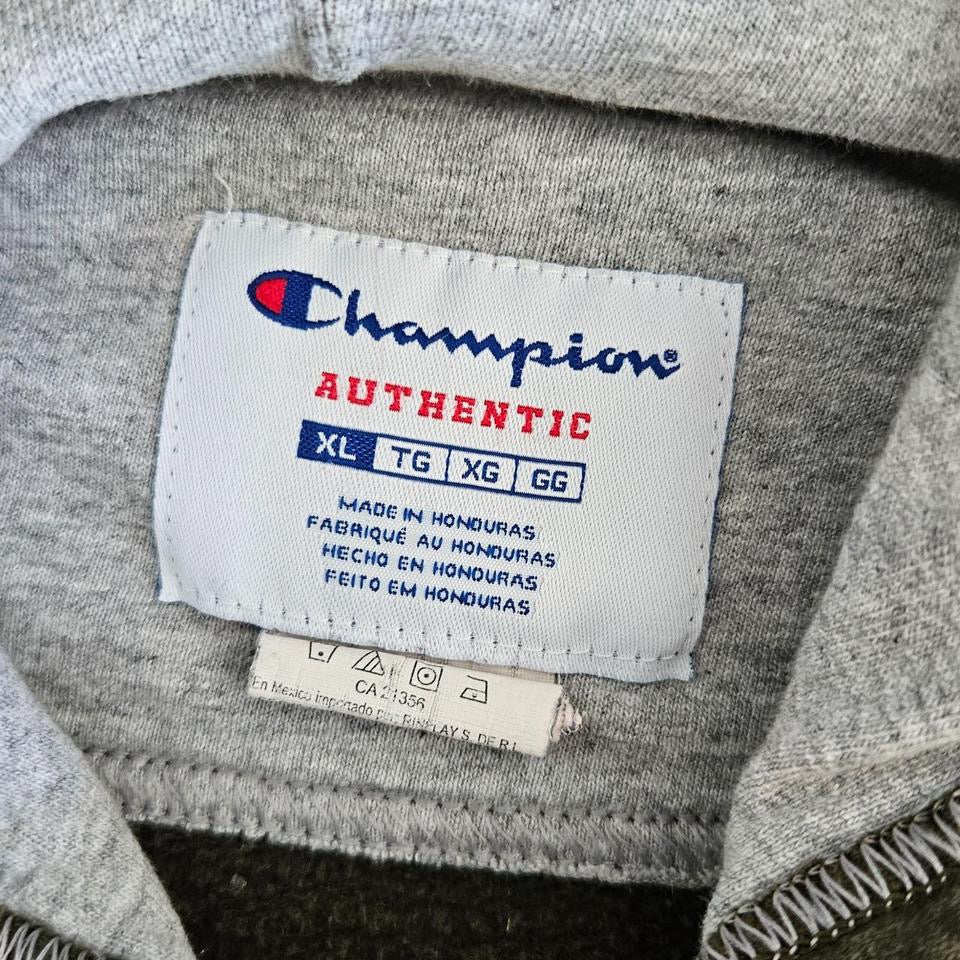 Champion®
AUTHENTIC
XL TG XG GG
MADE IN HONDURAS
FABRIQUÉ AU HONDURAS
HECHO EN HONDURAS
FEITO EM HONDURAS
CA 21356
En Mexico importado por S. DE R.L.